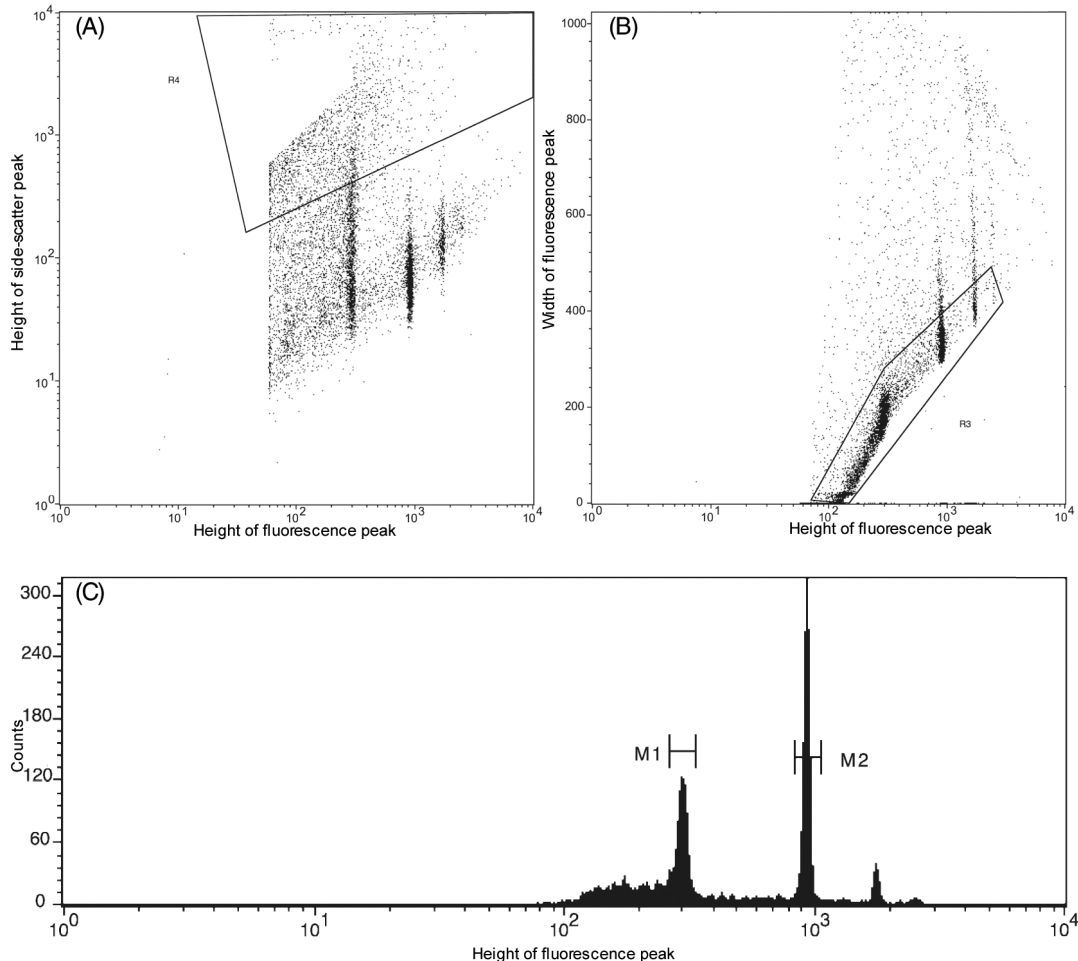 (A)
Height of side-scatter peak
10^4
10^3
10^2
10^1
10^0
R4
10^0 10^1 10^2 10^3 10^4
Height of fluorescence peak
(B)
Width of fluorescence peak
1000
800
600
400
200
0
R3
10^0 10^1 10^2 10^3 10^4
Height of fluorescence peak
(C)
Counts
300
240
180
120
60
0
M1
M2
10^0 10^1 10^2 10^3 10^4
Height of fluorescence peak